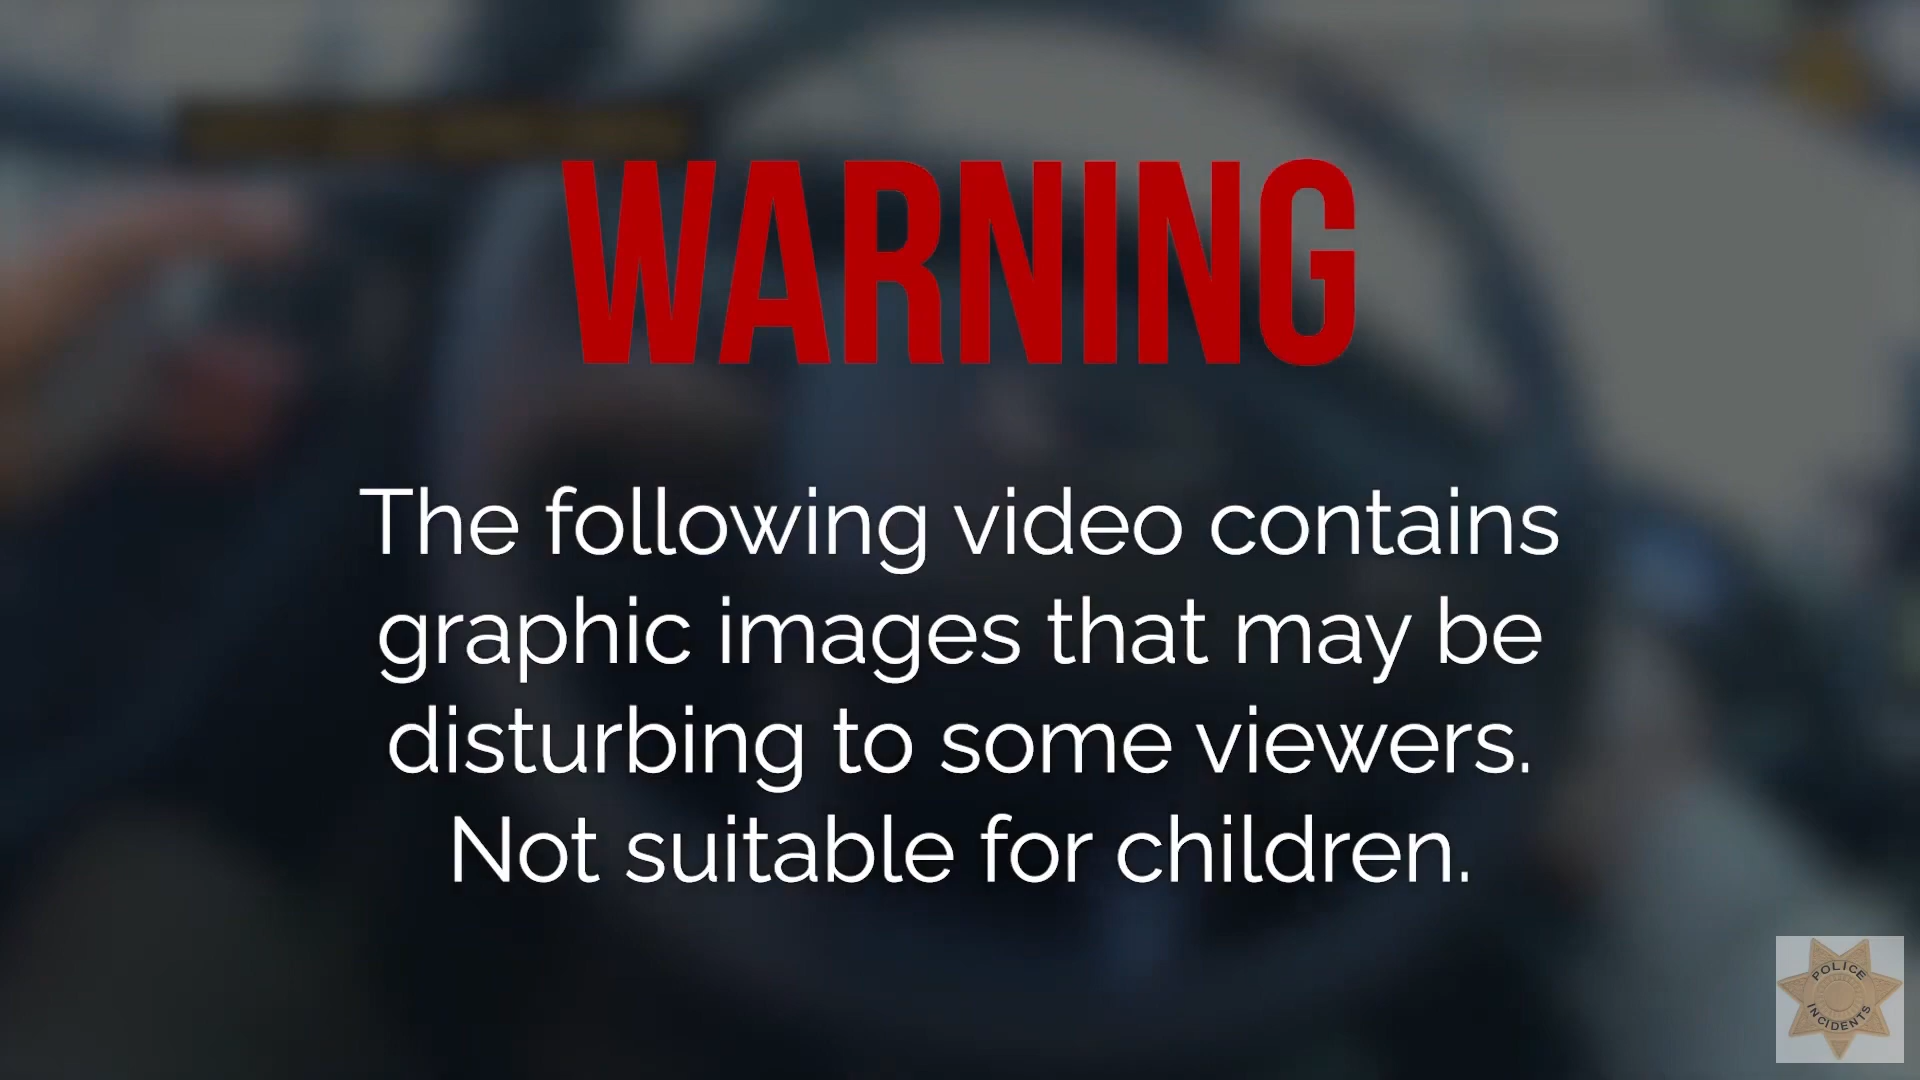 WARNING
The following video contains
graphic images that may be
disturbing to some viewers.
Not suitable for children.
POLICE
INCIDENTS